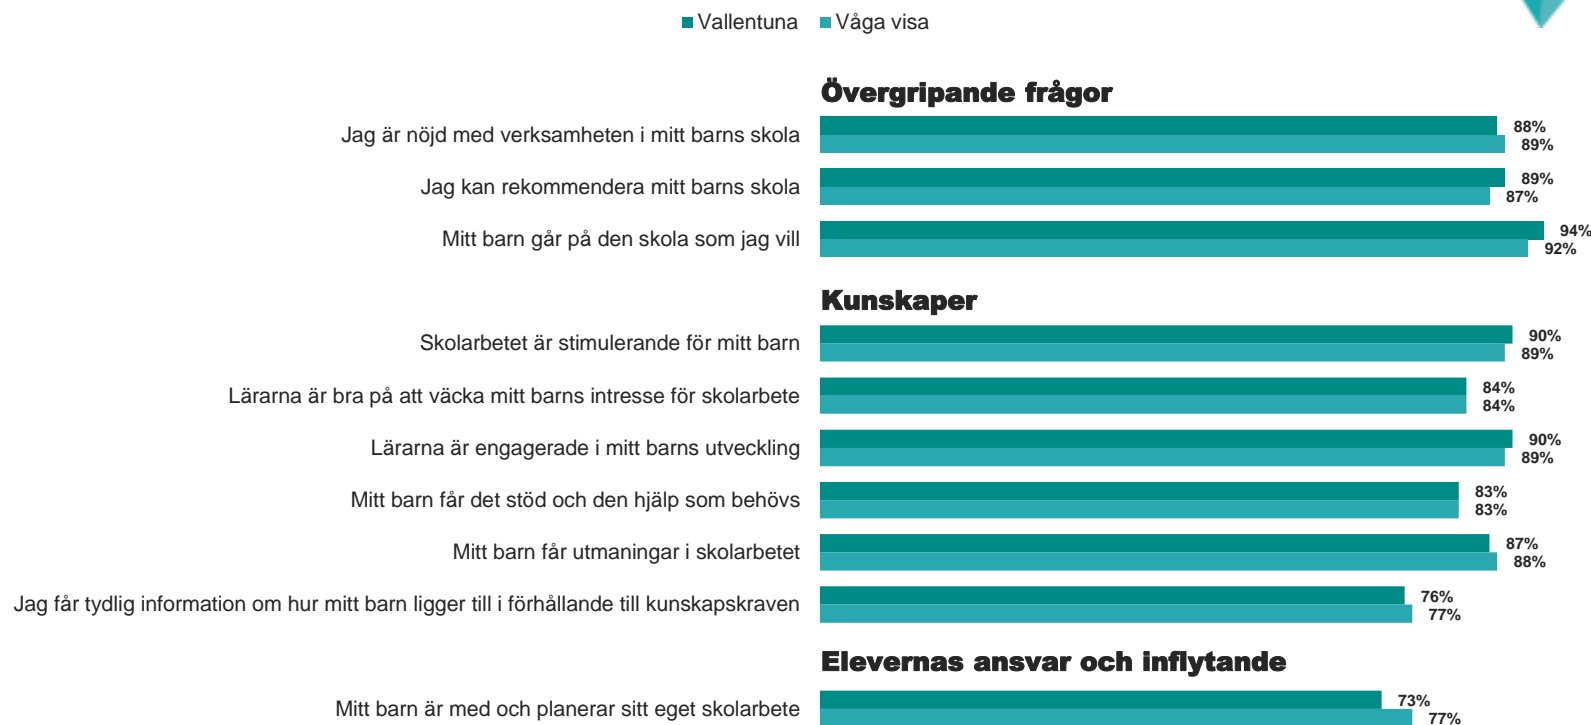 Vallentuna Våga visa
Övergripande frågor
Jag är nöjd med verksamheten i mitt barns skola 88%
89%
Jag kan rekommendera mitt barns skola 89%
87%
Mitt barn går på den skola som jag vill 94%
92%
Kunskaper
Skolarbetet är stimulerande för mitt barn 90%
89%
Lärarna är bra på att väcka mitt barns intresse för skolarbete 84%
84%
Lärarna är engagerade i mitt barns utveckling 90%
89%
Mitt barn får det stöd och den hjälp som behövs 83%
83%
Mitt barn får utmaningar i skolarbetet 87%
88%
Jag får tydlig information om hur mitt barn ligger till i förhållande till kunskapskraven 76%
77%
Elevernas ansvar och inflytande
Mitt barn är med och planerar sitt eget skolarbete 73%
77%